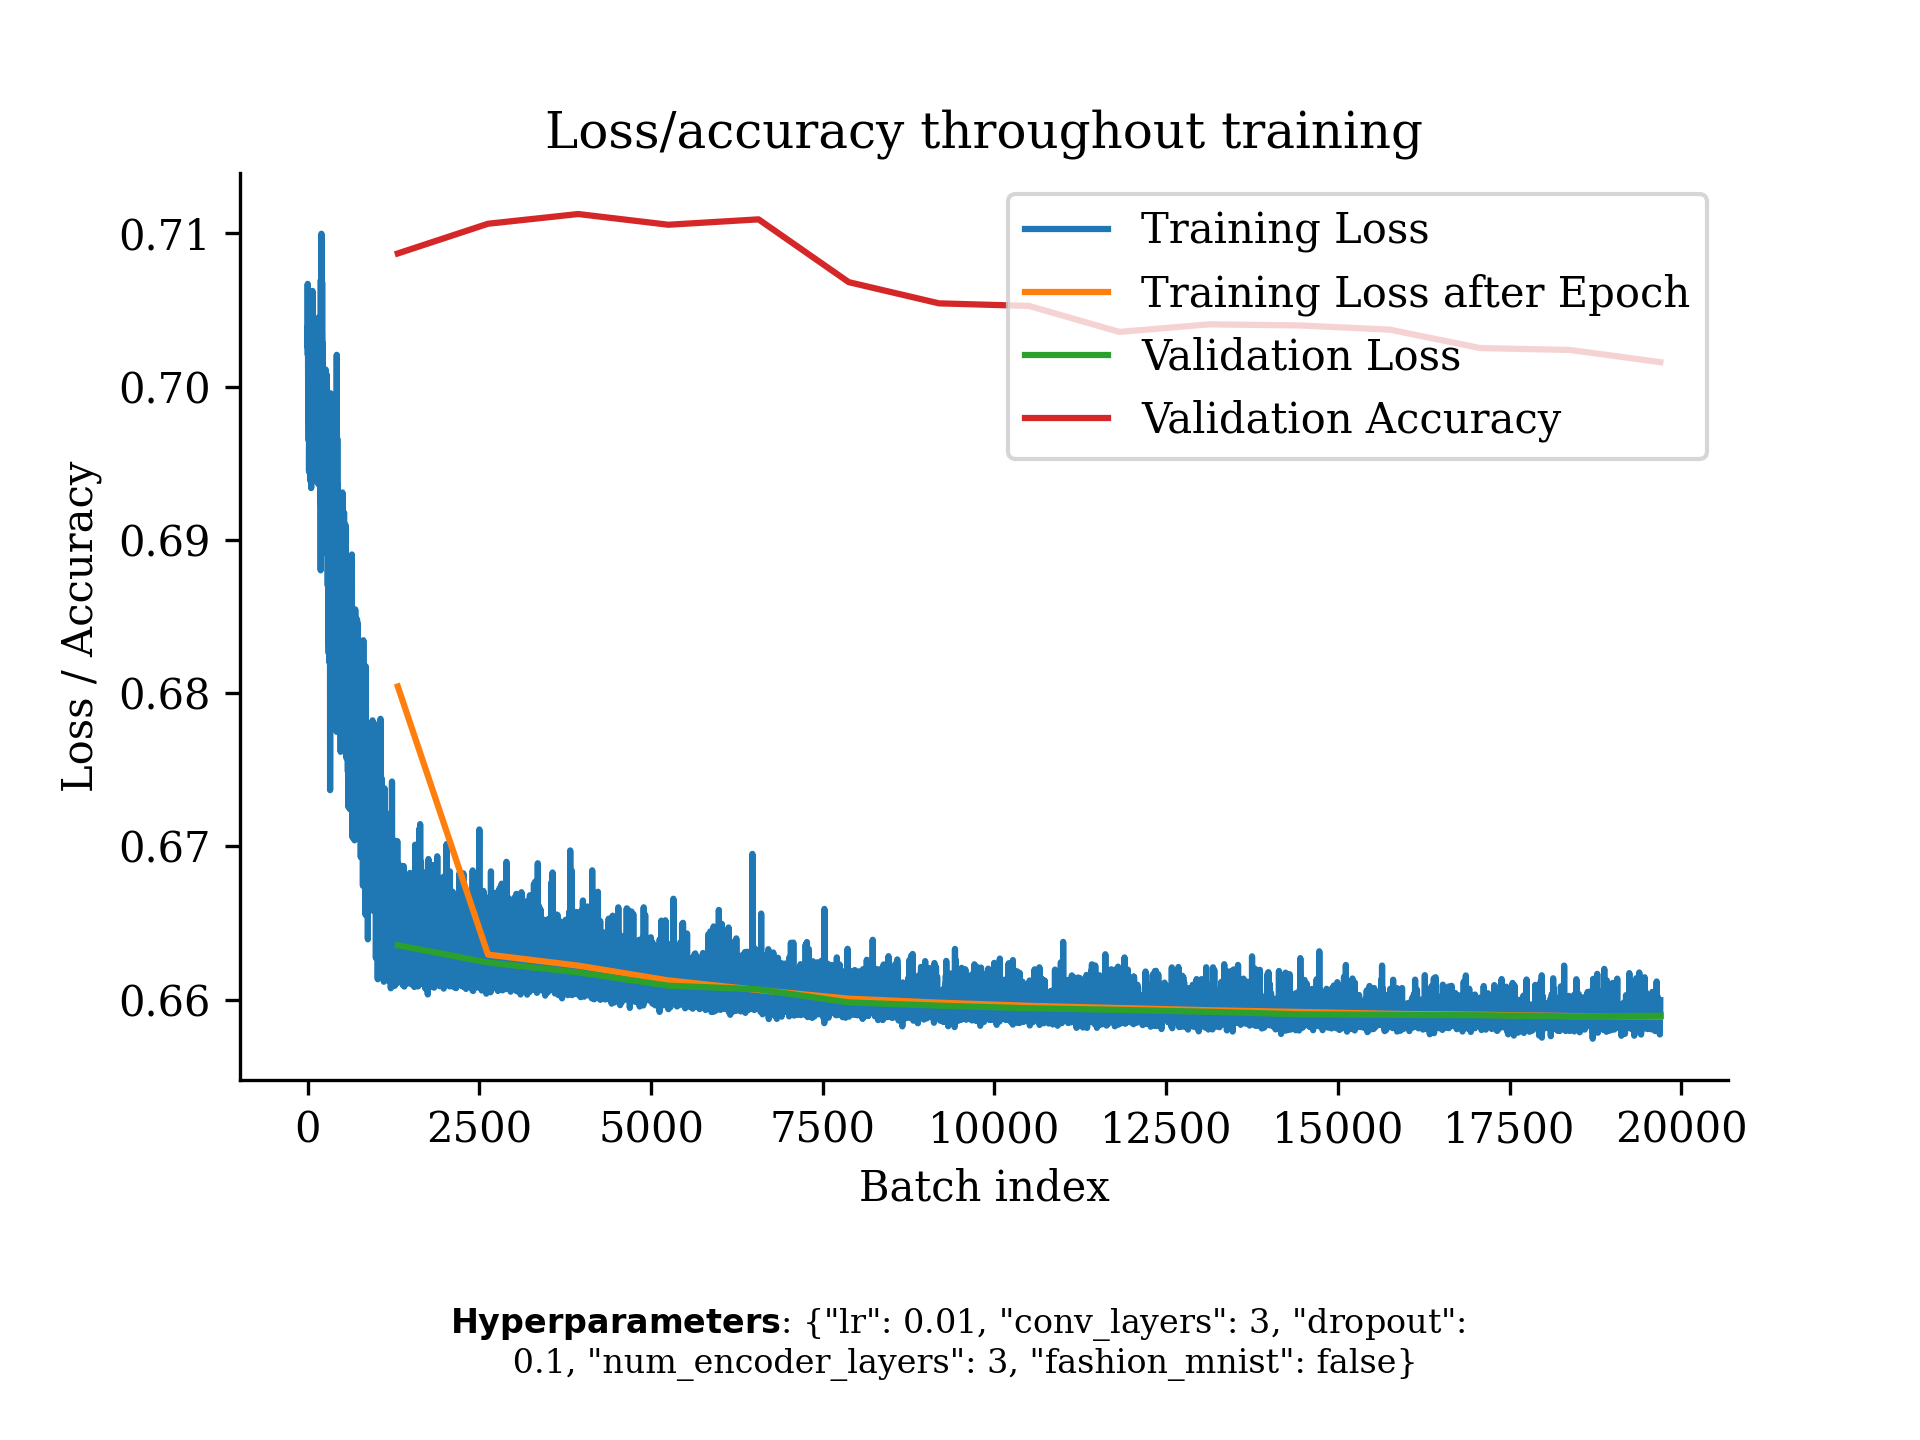 Loss/accuracy throughout training
Training Loss
Training Loss after Epoch
Validation Loss
Validation Accuracy
Loss / Accuracy
0.71
0.70
0.69
0.68
0.67
0.66
0 2500 5000 7500 10000 12500 15000 17500 20000
Batch index
Hyperparameters: {"lr": 0.01, "conv_layers": 3, "dropout":
0.1, "num_encoder_layers": 3, "fashion_mnist": false}